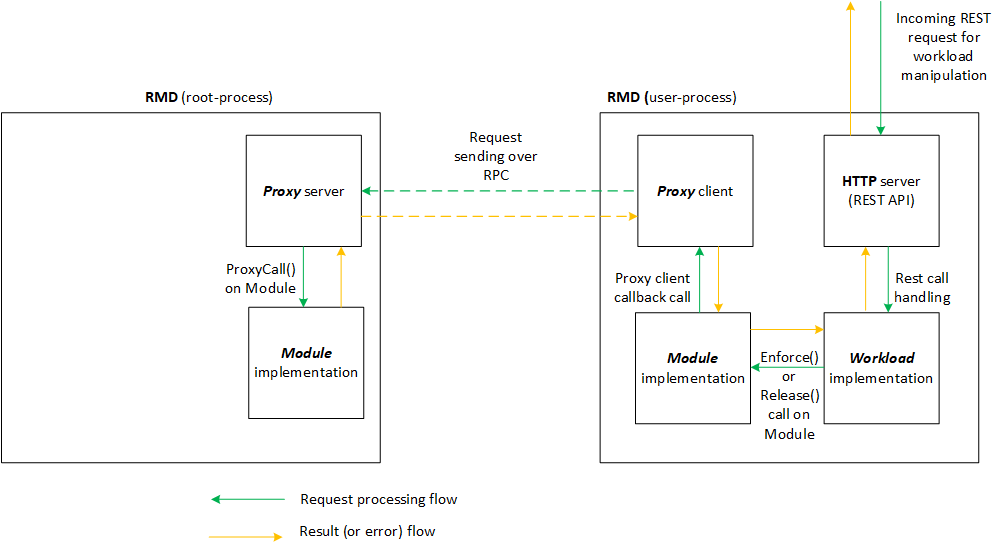 Incoming REST
request for
workload
manipulation
RMD (root-process)
RMD (user-process)
Request
sending over
RPC
Proxy server
Proxy client
HTTP server
(REST API)
ProxyCall()
on Module
Proxy client
callback call
Rest call
handling
Module
implementation
Module
implementation
Enforce()
or
Release()
call on
Module
Workload
implementation
Request processing flow
Result (or error) flow